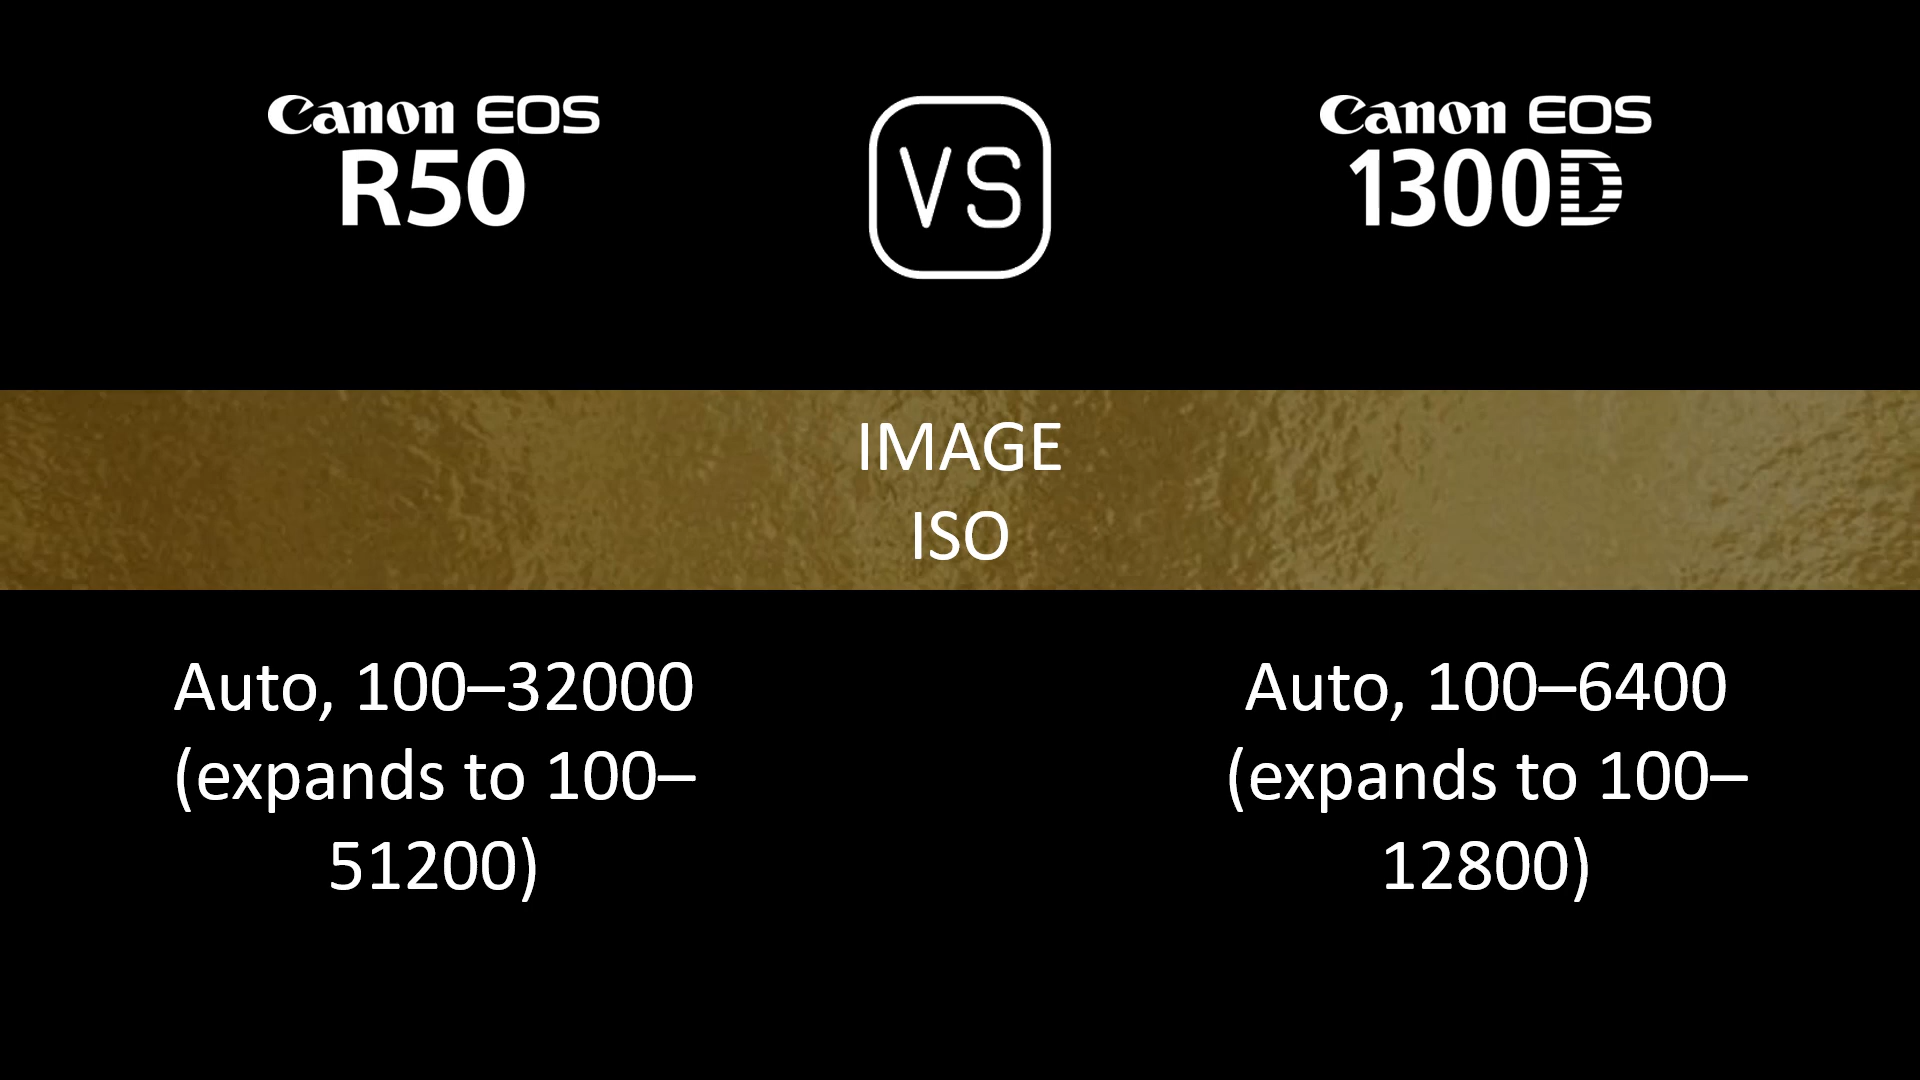 Canon EOS
R50
VS
Canon EOS
1300D
IMAGE
ISO
Auto, 100–32000
(expands to 100–
51200)
Auto, 100–6400
(expands to 100–
12800)